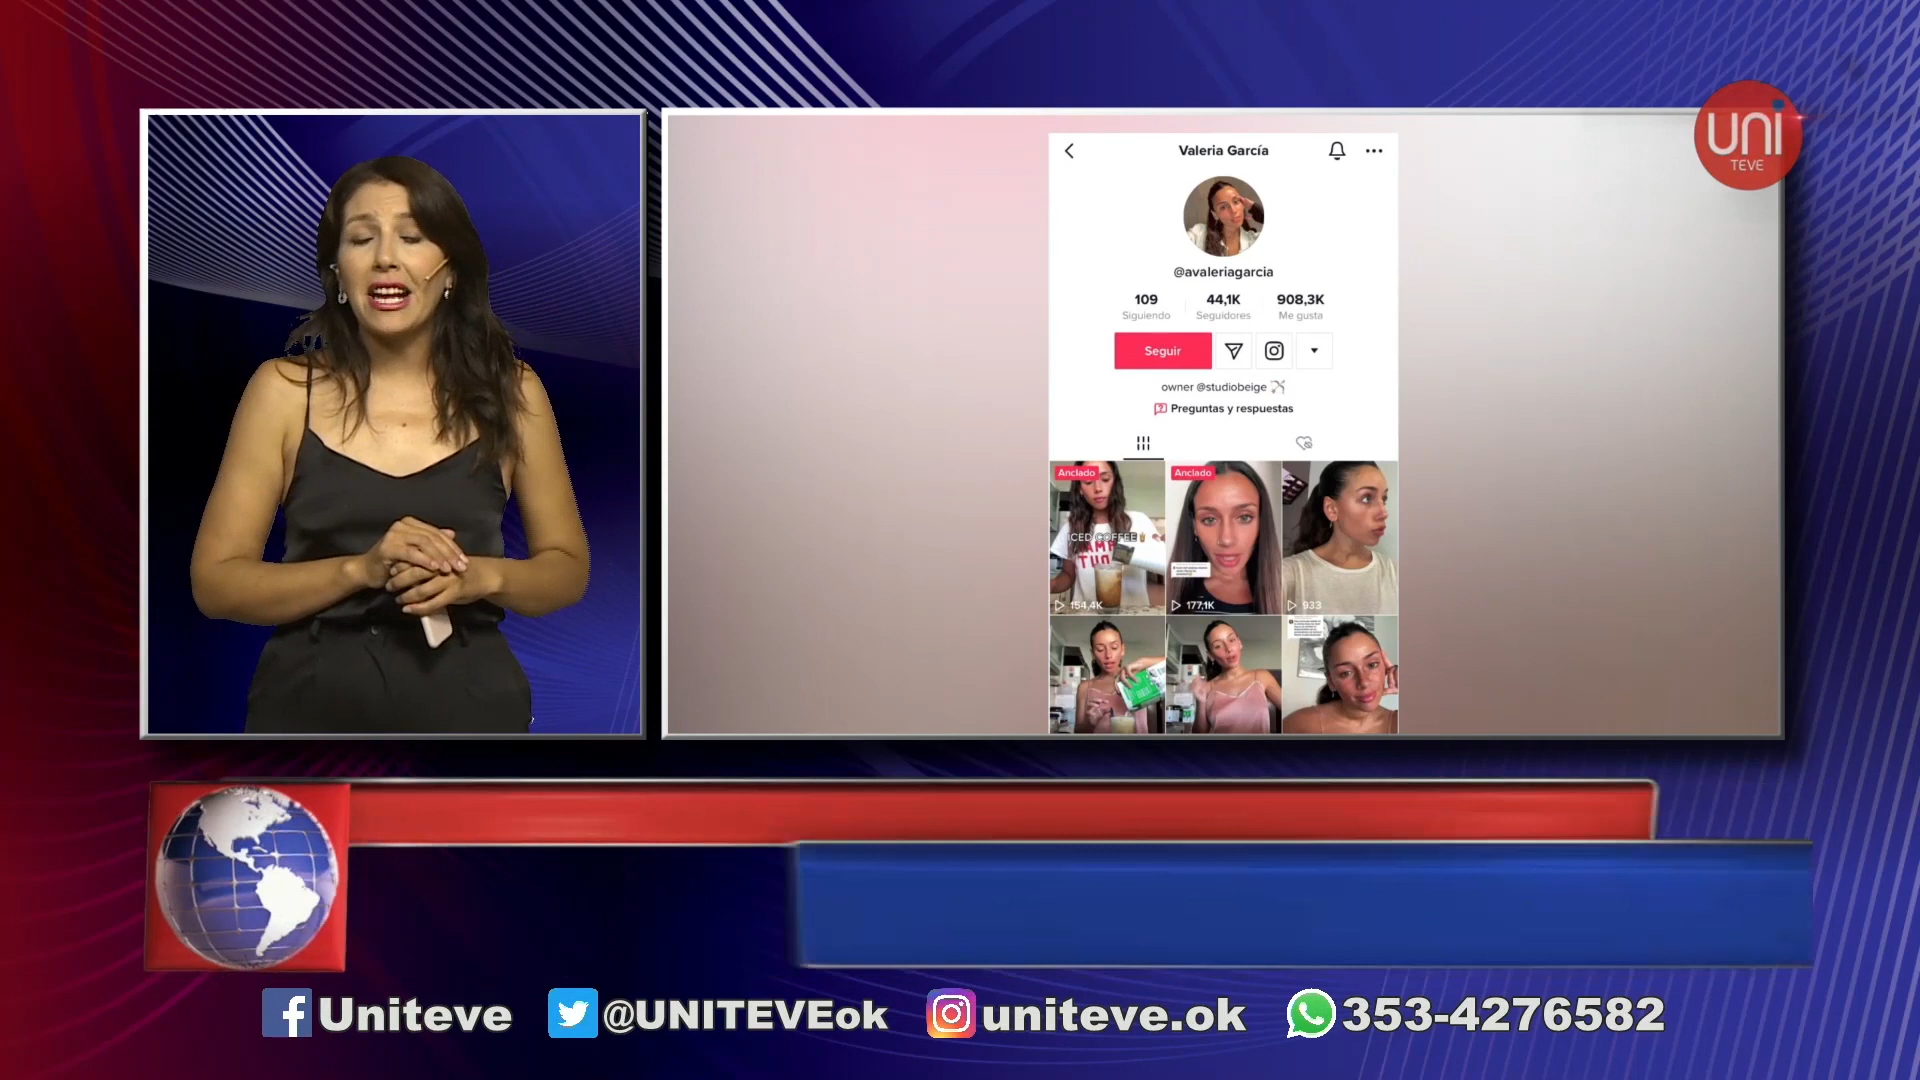 UNI
TEVE
Valeria García
@avaleriagarcia
109 44,1K 908,3K
Siguiendo Seguidores Me gusta
Seguir
owner @studiobeige
Preguntas y respuestas
Anclado
Anclado
ICED COFFEE
154,4K
177,1K
933
Uniteve @UNITEVEok uniteve.ok 353-4276582